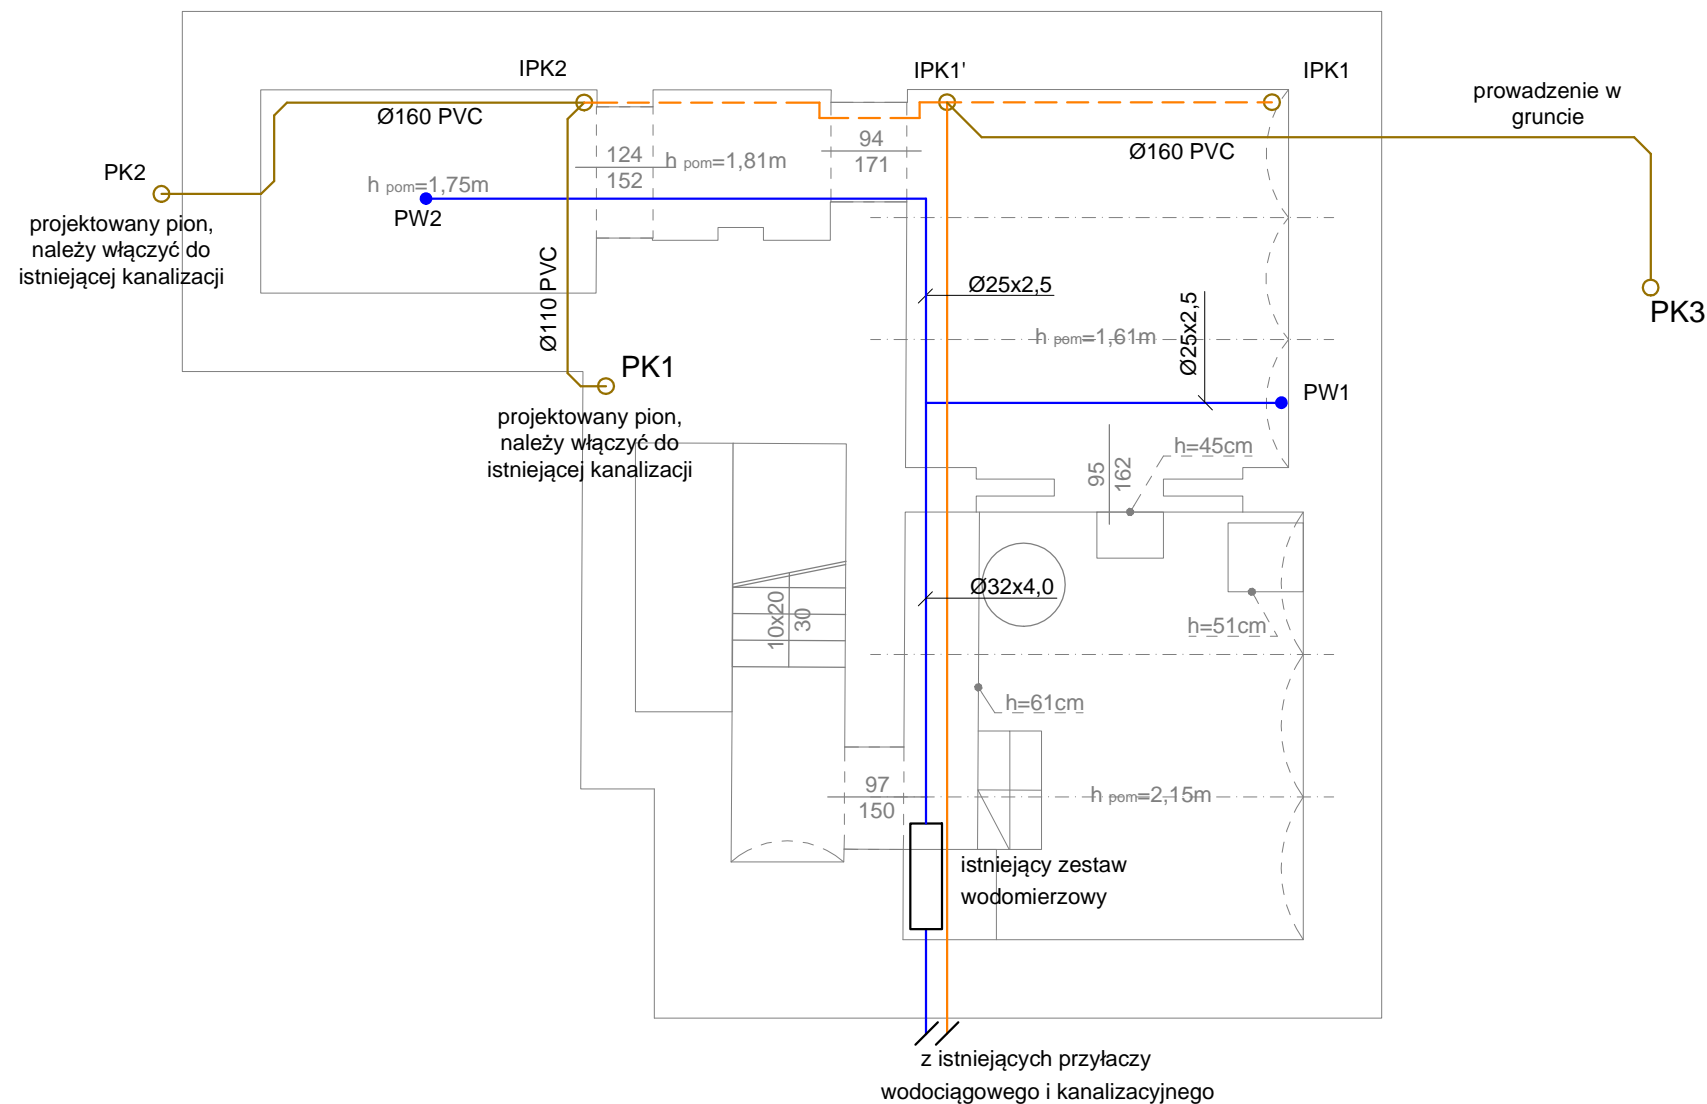 IPK2
IPK1'
IPK1
prowadzenie w
gruncie
Ø160 PVC
94
171
Ø160 PVC
124
152
h pom=1,81m
PK2
h pom=1,75m
PW2
projektowany pion,
należy włączyć do
istniejącej kanalizacji
Ø110 PVC
Ø25x2,5
PK3
h pom=1,61m
Ø25x2,5
PK1
PW1
projektowany pion,
należy włączyć do
istniejącej kanalizacji
95
162
h=45cm
Ø32x4,0
10x20
30
h=51cm
h=61cm
97
150
h pom=2,15m
istniejący zestaw
wodomierzowy
z istniejących przyłaczy
wodociągowego i kanalizacyjnego